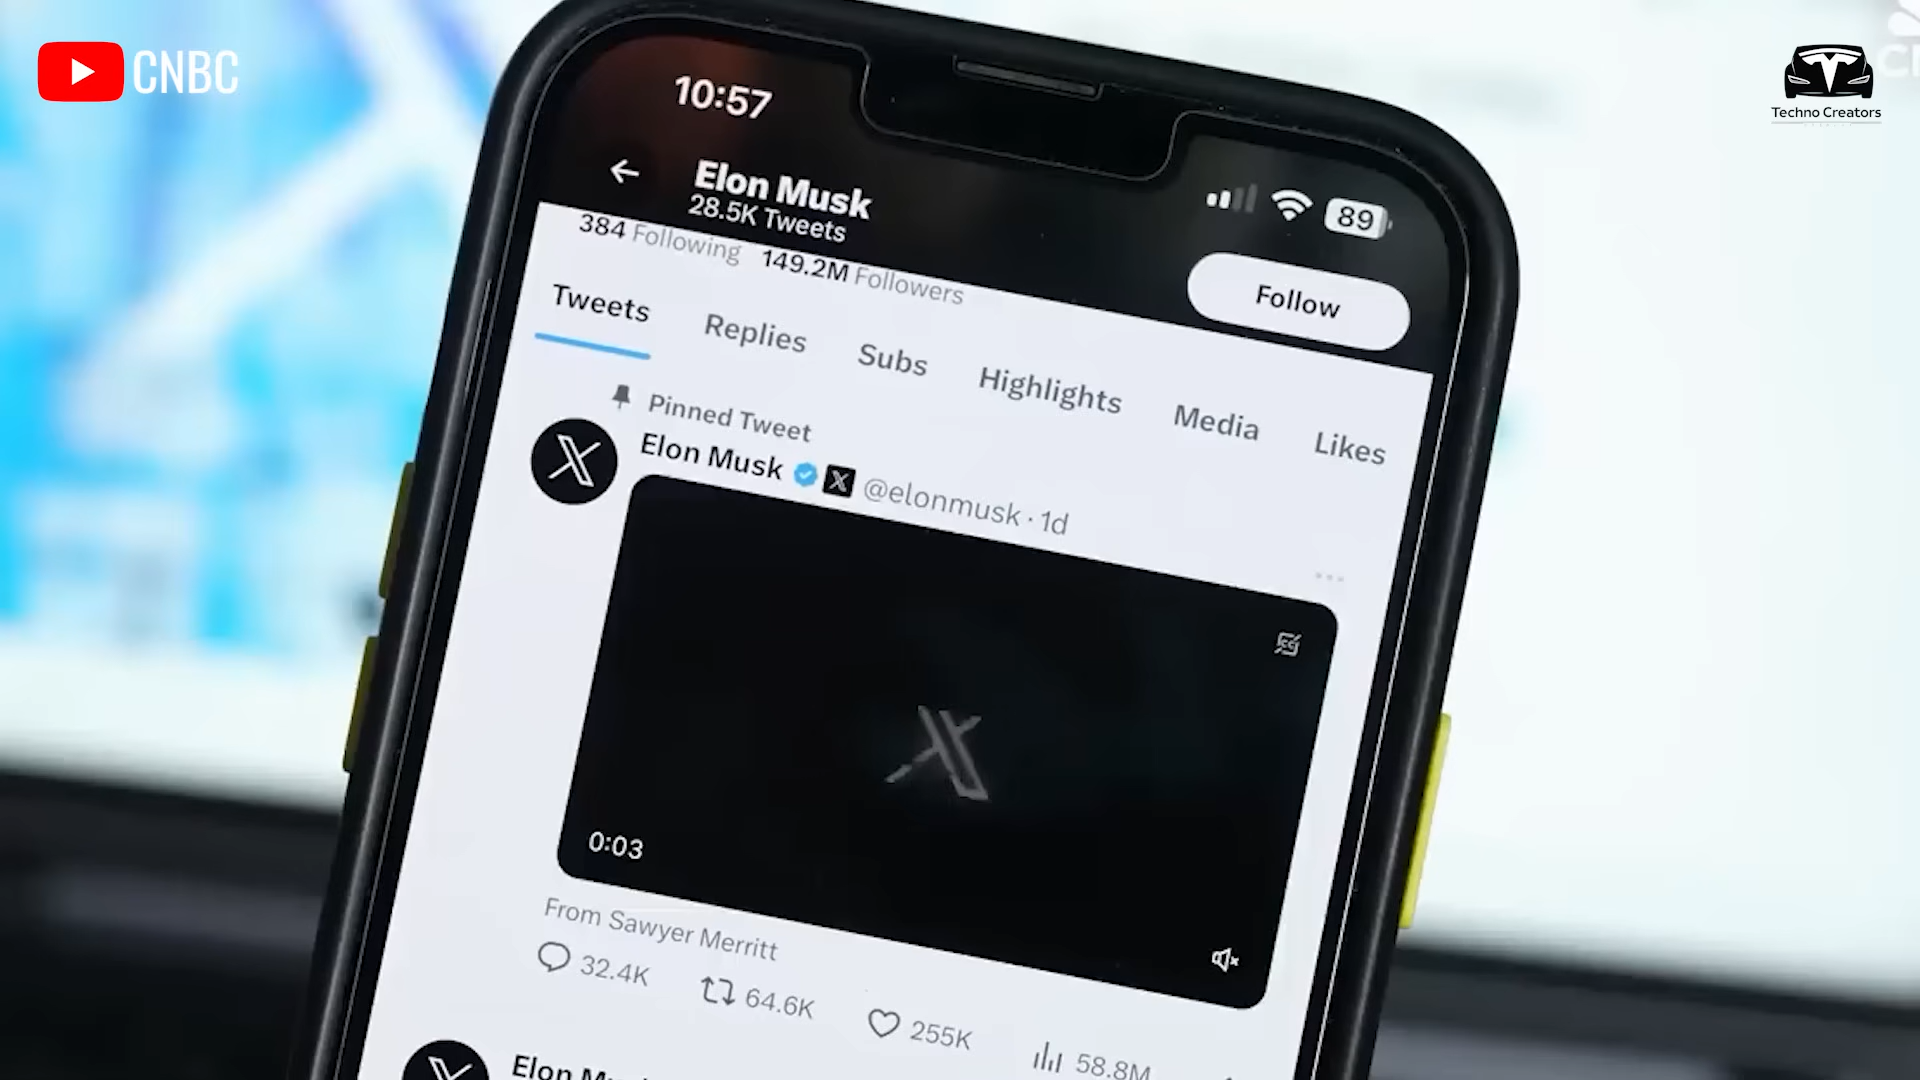 CNBC
Techno Creators
10:57
89
Elon Musk
28.5K Tweets
384 Following 149.2M Followers
Follow
Tweets Replies Subs Highlights Media Likes
Pinned Tweet
Elon Musk @elonmusk · 1d
0:03
From Sawyer Merritt
32.4K 64.6K 255K 58.8M
Elon